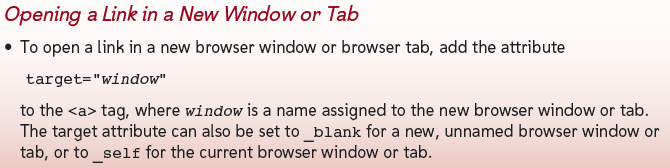 Opening a Link in a New Window or Tab
• To open a link in a new browser window or browser tab, add the attribute
target="window"
to the <a> tag, where window is a name assigned to the new browser window or tab.
The target attribute can also be set to _blank for a new, unnamed browser window or
tab, or to _self for the current browser window or tab.